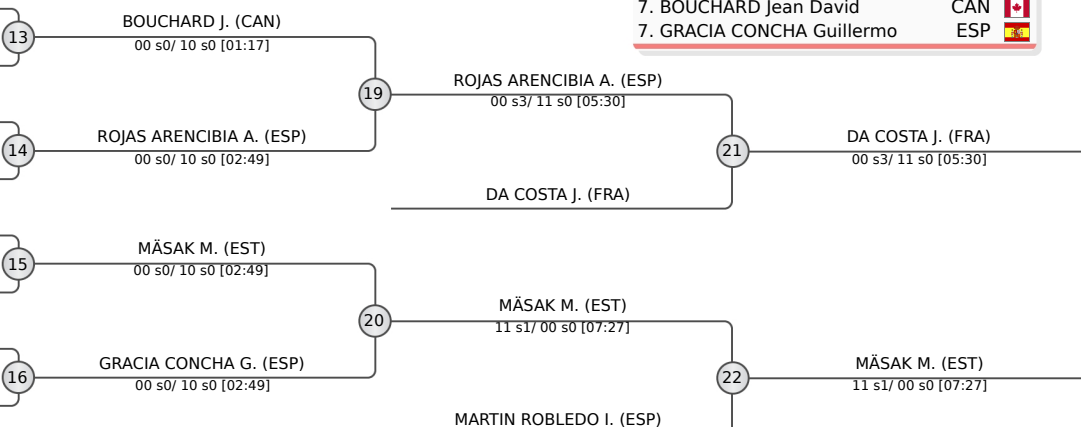 7. BOUCHARD Jean David CAN
7. GRACIA CONCHA Guillermo ESP
BOUCHARD J. (CAN)
13
00 s0/ 10 s0 [01:17]
19
ROJAS ARENCIBIA A. (ESP)
00 s3/ 11 s0 [05:30]
ROJAS ARENCIBIA A. (ESP)
14
00 s0/ 10 s0 [02:49]
21
DA COSTA J. (FRA)
00 s3/ 11 s0 [05:30]
DA COSTA J. (FRA)
MÄSAK M. (EST)
15
00 s0/ 10 s0 [02:49]
20
MÄSAK M. (EST)
11 s1/ 00 s0 [07:27]
GRACIA CONCHA G. (ESP)
16
00 s0/ 10 s0 [02:49]
22
MÄSAK M. (EST)
11 s1/ 00 s0 [07:27]
MARTIN ROBLEDO I. (ESP)